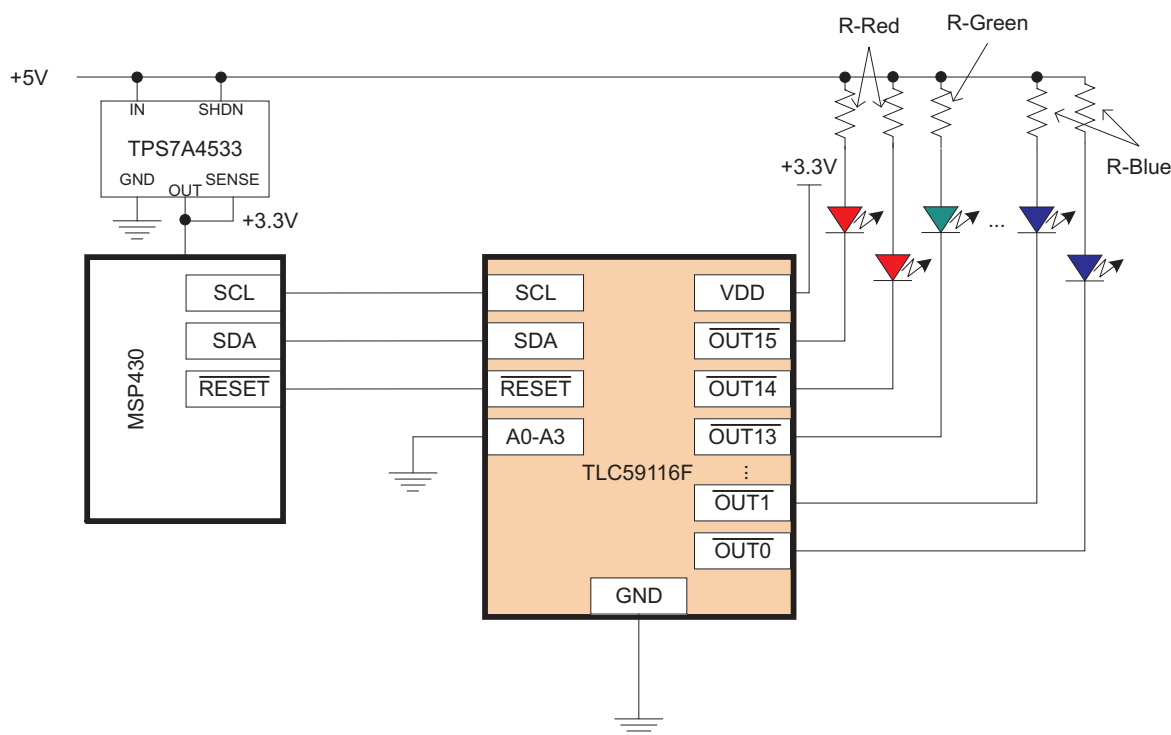 R-Red
R-Green
+5V
IN
SHDN
TPS7A4533
GND
OUT
SENSE
+3.3V
R-Blue
+3.3V
MSP430
SCL
SDA
RESET
SCL
SDA
RESET
A0-A3
TLC59116F
VDD
OUT15
OUT14
OUT13
...
OUT1
OUT0
GND
...